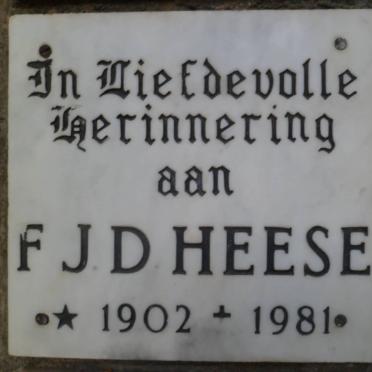 In Liefdevolle
Herinnering
aan
F J D HEESE
★ 1902 + 1981